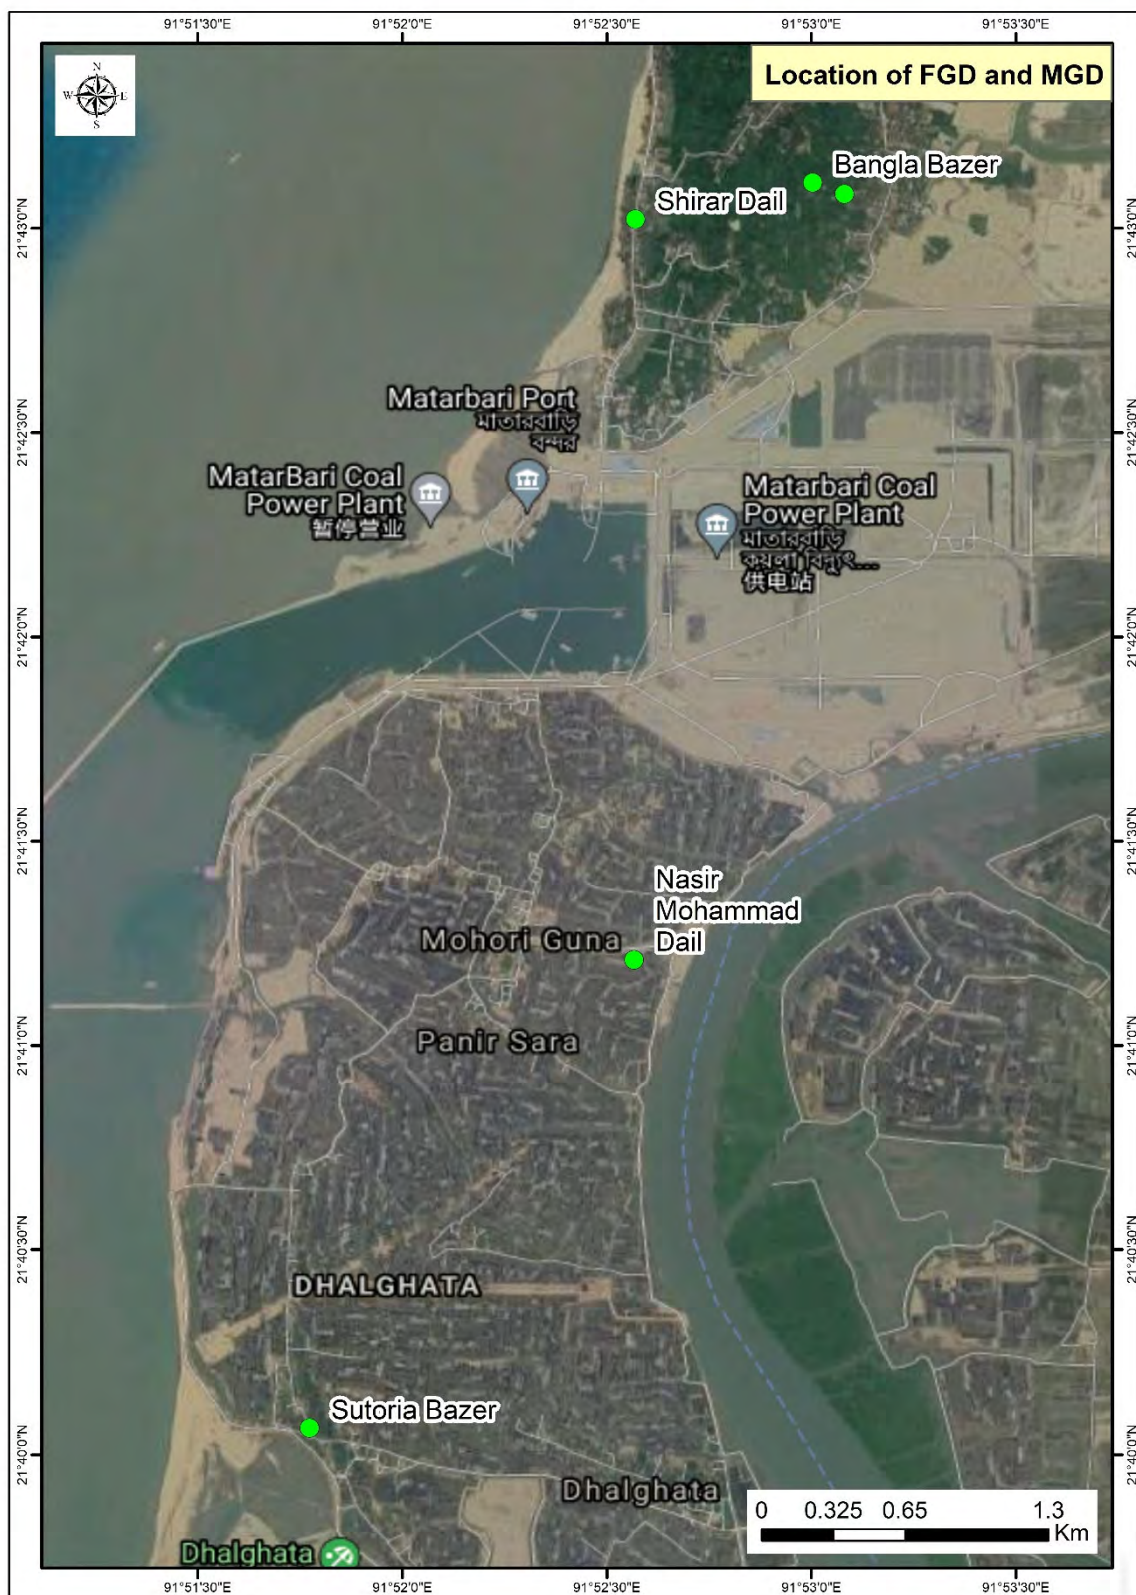 91°51'30"E 91°52'0"E 91°52'30"E 91°53'0"E 91°53'30"E
N
W E
S
Location of FGD and MGD
Bangla Bazer
Shirar Dail
21°43'0"N 21°43'0"N
Matarbari Port
মাতারবাড়ি
বন্দর
21°42'30"N 21°42'30"N
MatarBari Coal
Power Plant
暂停营业
Matarbari Coal
Power Plant
মাতারবাড়ি
কয়লা বিদ্যুৎ...
供电站
21°42'0"N 21°42'0"N
21°41'30"N 21°41'30"N
Nasir
Mohammad
Dail
Mohori Guna
Panir Sara
21°41'0"N 21°41'0"N
21°40'30"N 21°40'30"N
DHALGHATA
Sutoria Bazer
21°40'0"N 21°40'0"N
Dhalghata
0 0.325 0.65 1.3
Km
Dhalghata
91°51'30"E 91°52'0"E 91°52'30"E 91°53'0"E 91°53'30"E